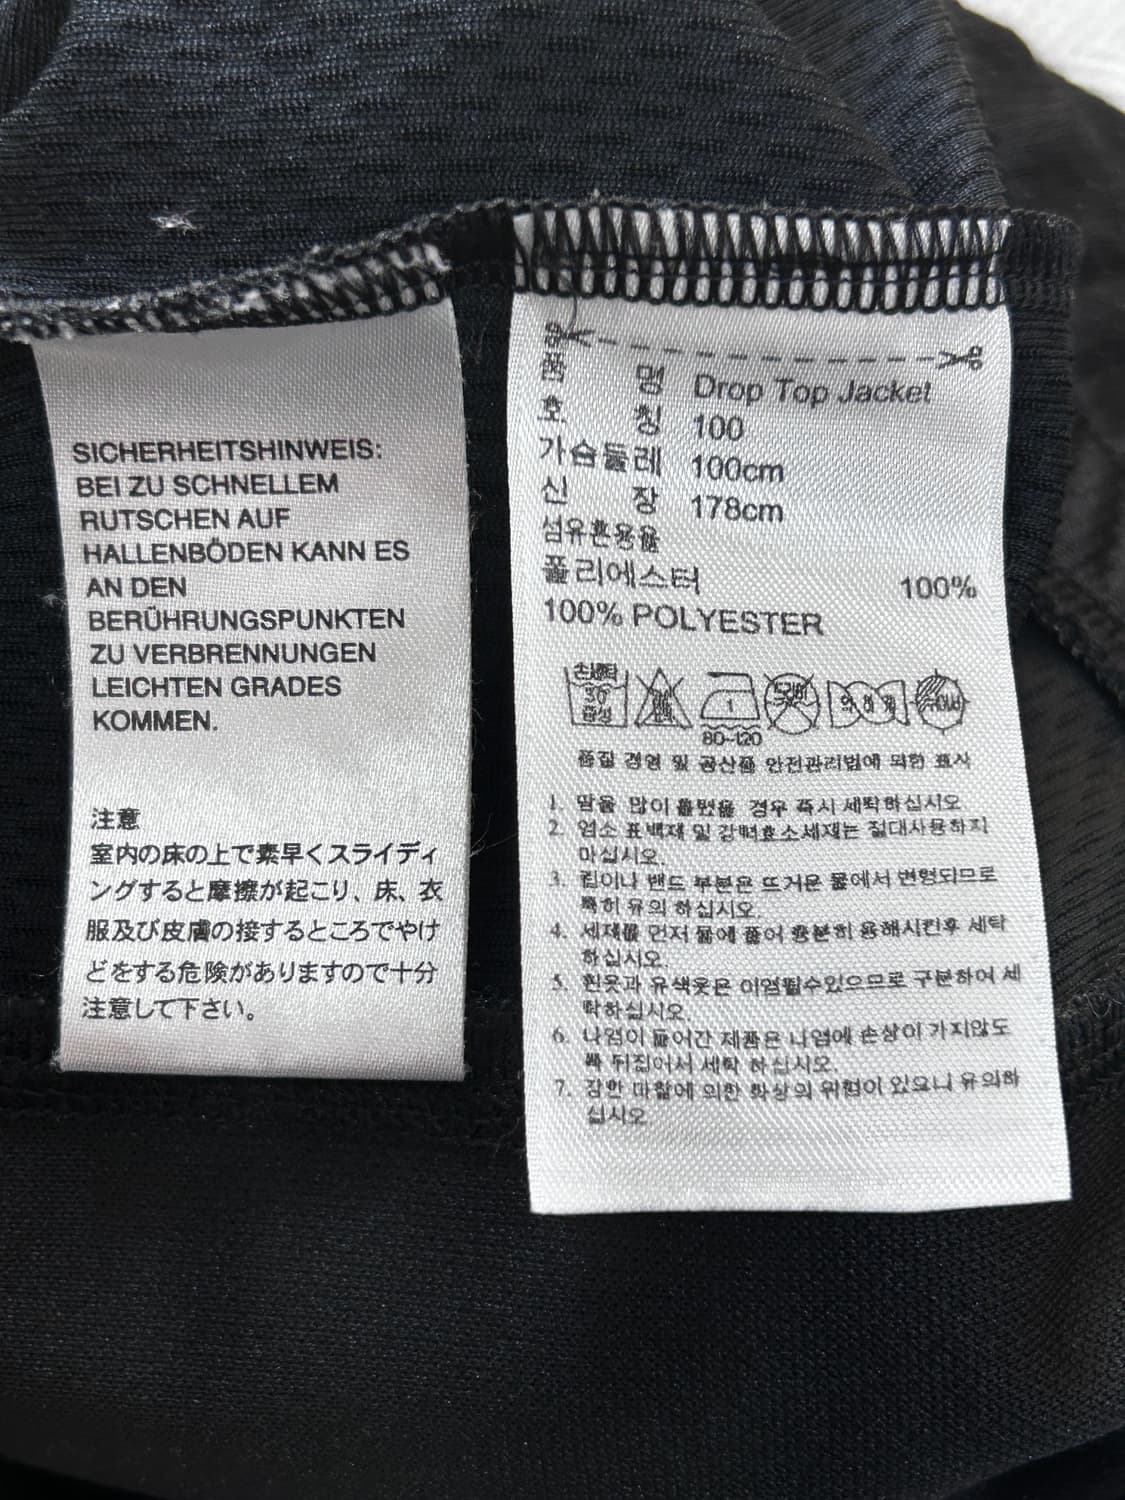 SICHERHEITSHINWEIS:
BEI ZU SCHNELLEM
RUTSCHEN AUF
HALLENBÖDEN KANN ES
AN DEN
BERÜHRUNGSPUNKTEN
ZU VERBRENNUNGEN
LEICHTEN GRADES
KOMMEN.
注意
室内の床の上で素早くスライディ
ングすると摩擦が起こり、床、衣
服及び皮膚の接するところでやけ
どをする危険がありますので十分
注意して下さい。
품 명 Drop Top Jacket
호 칭 100
가슴둘레 100cm
신 장 178cm
섬유혼용율
폴리에스터 100%
100% POLYESTER
손세탁
30°
중성
1
80~120
품질 경영 및 공산품 안전관리법에 의한 표시
1. 땀을 많이 흘렸을 경우 즉시 세탁하십시오
2. 염소 표백제 및 강력효소세제는 절대사용하지
마십시오.
3. 립이나 밴드 부분은 뜨거운 물에서 변형되므로
특히 유의 하십시오.
4. 세제를 먼저 물에 풀어 충분히 용해시킨후 세탁
하십시오.
5. 흰옷과 유색옷은 이염될수있으므로 구분하여 세
탁하십시오.
6. 나염이 들어간 제품은 나염에 손상이 가지않도
록 뒤집어서 세탁 하십시오.
7. 강한 마찰에 의한 화상의 위험이 있으니 유의하
십시오